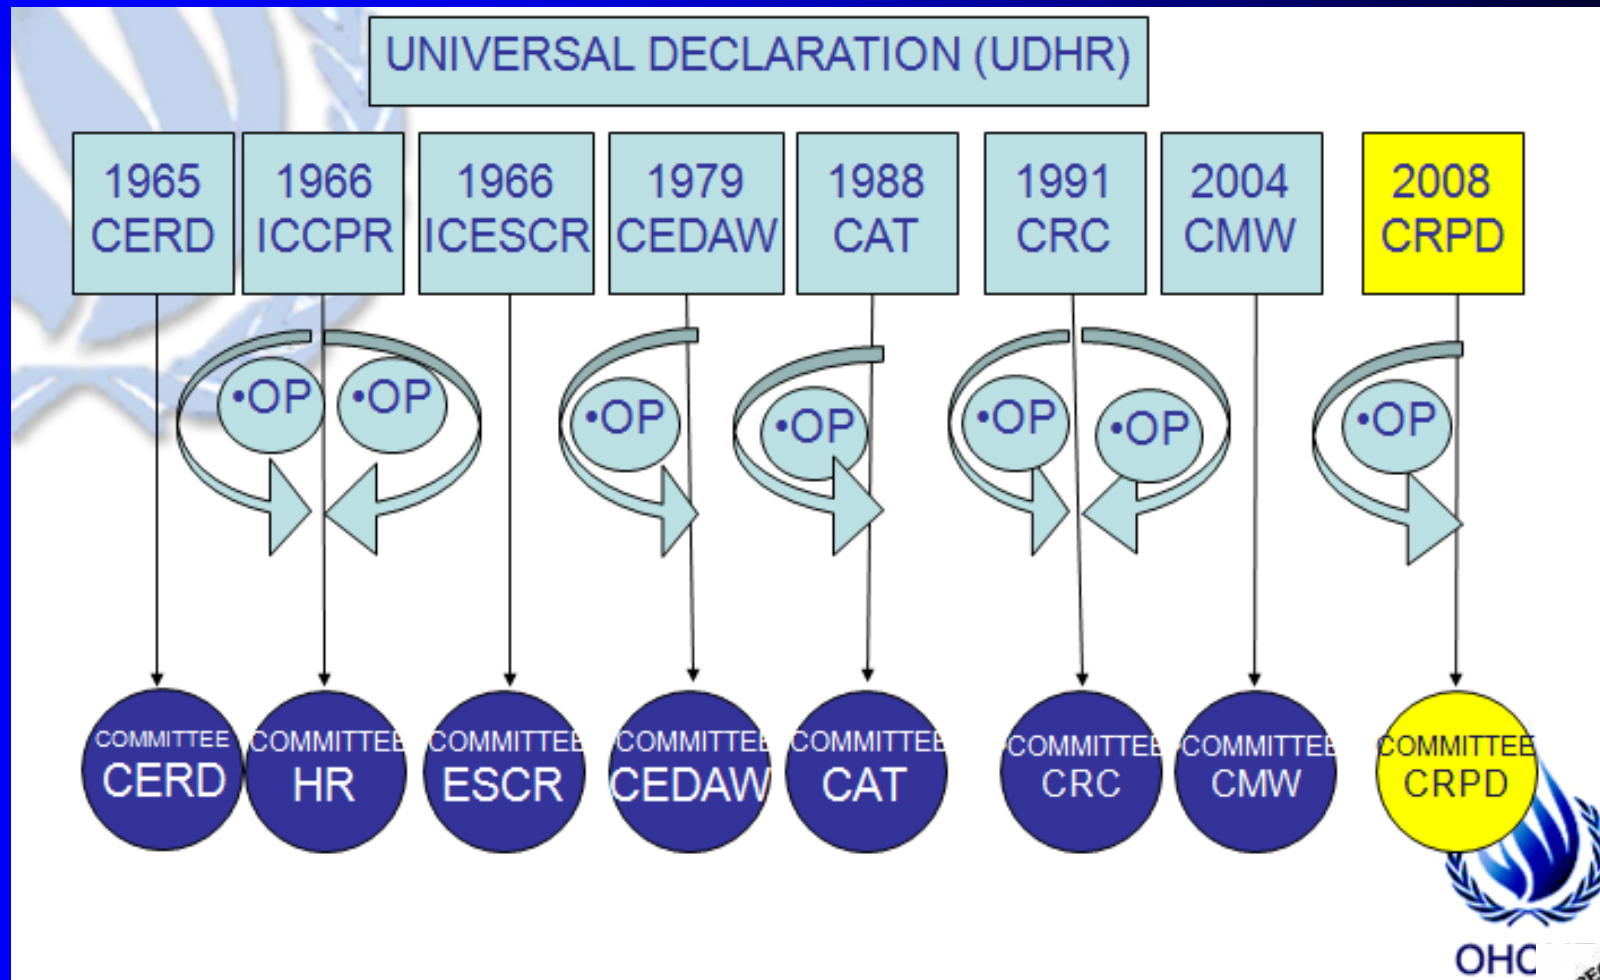 UNIVERSAL DECLARATION (UDHR)
1965
CERD
1966
ICCPR
1966
ICESCR
1979
CEDAW
1988
CAT
1991
CRC
2004
CMW
2008
CRPD
•OP
•OP
•OP
•OP
•OP
•OP
•OP
COMMITTEE
CERD
COMMITTEE
HR
COMMITTEE
ESCR
COMMITTEE
CEDAW
COMMITTEE
CAT
COMMITTEE
CRC
COMMITTEE
CMW
COMMITTEE
CRPD